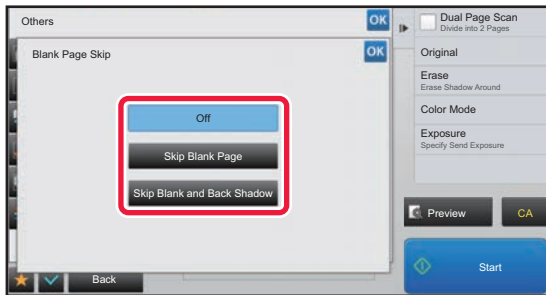 Others
OK
Blank Page Skip
OK
Off
Skip Blank Page
Skip Blank and Back Shadow
Back
Dual Page Scan
Divide into 2 Pages
Original
Erase
Erase Shadow Around
Color Mode
Exposure
Specify Send Exposure
Preview
CA
Start